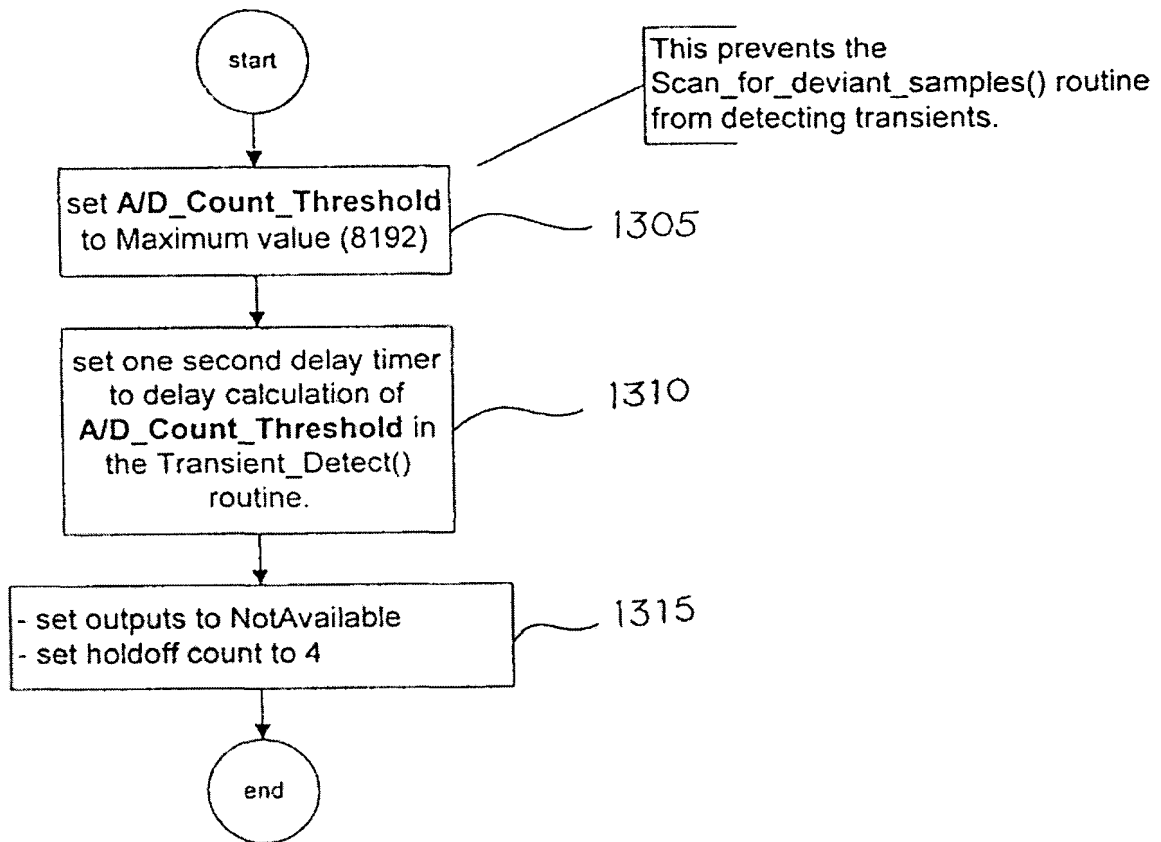 start
This prevents the
Scan_for_deviant_samples() routine
from detecting transients.
set A/D_Count_Threshold
to Maximum value (8192)
1305
set one second delay timer
to delay calculation of
A/D_Count_Threshold in
the Transient_Detect()
routine.
1310
- set outputs to NotAvailable
- set holdoff count to 4
1315
end